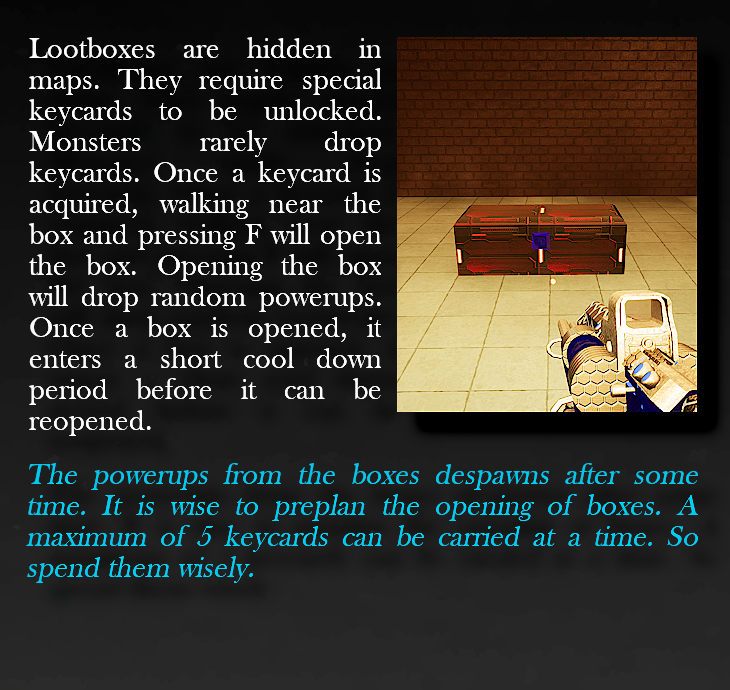 Lootboxes are hidden in
maps. They require special
keycards to be unlocked.
Monsters rarely drop
keycards. Once a keycard is
acquired, walking near the
box and pressing F will open
the box. Opening the box
will drop random powerups.
Once a box is opened, it
enters a short cool down
period before it can be
reopened.
The powerups from the boxes despawns after some
time. It is wise to preplan the opening of boxes. A
maximum of 5 keycards can be carried at a time. So
spend them wisely.